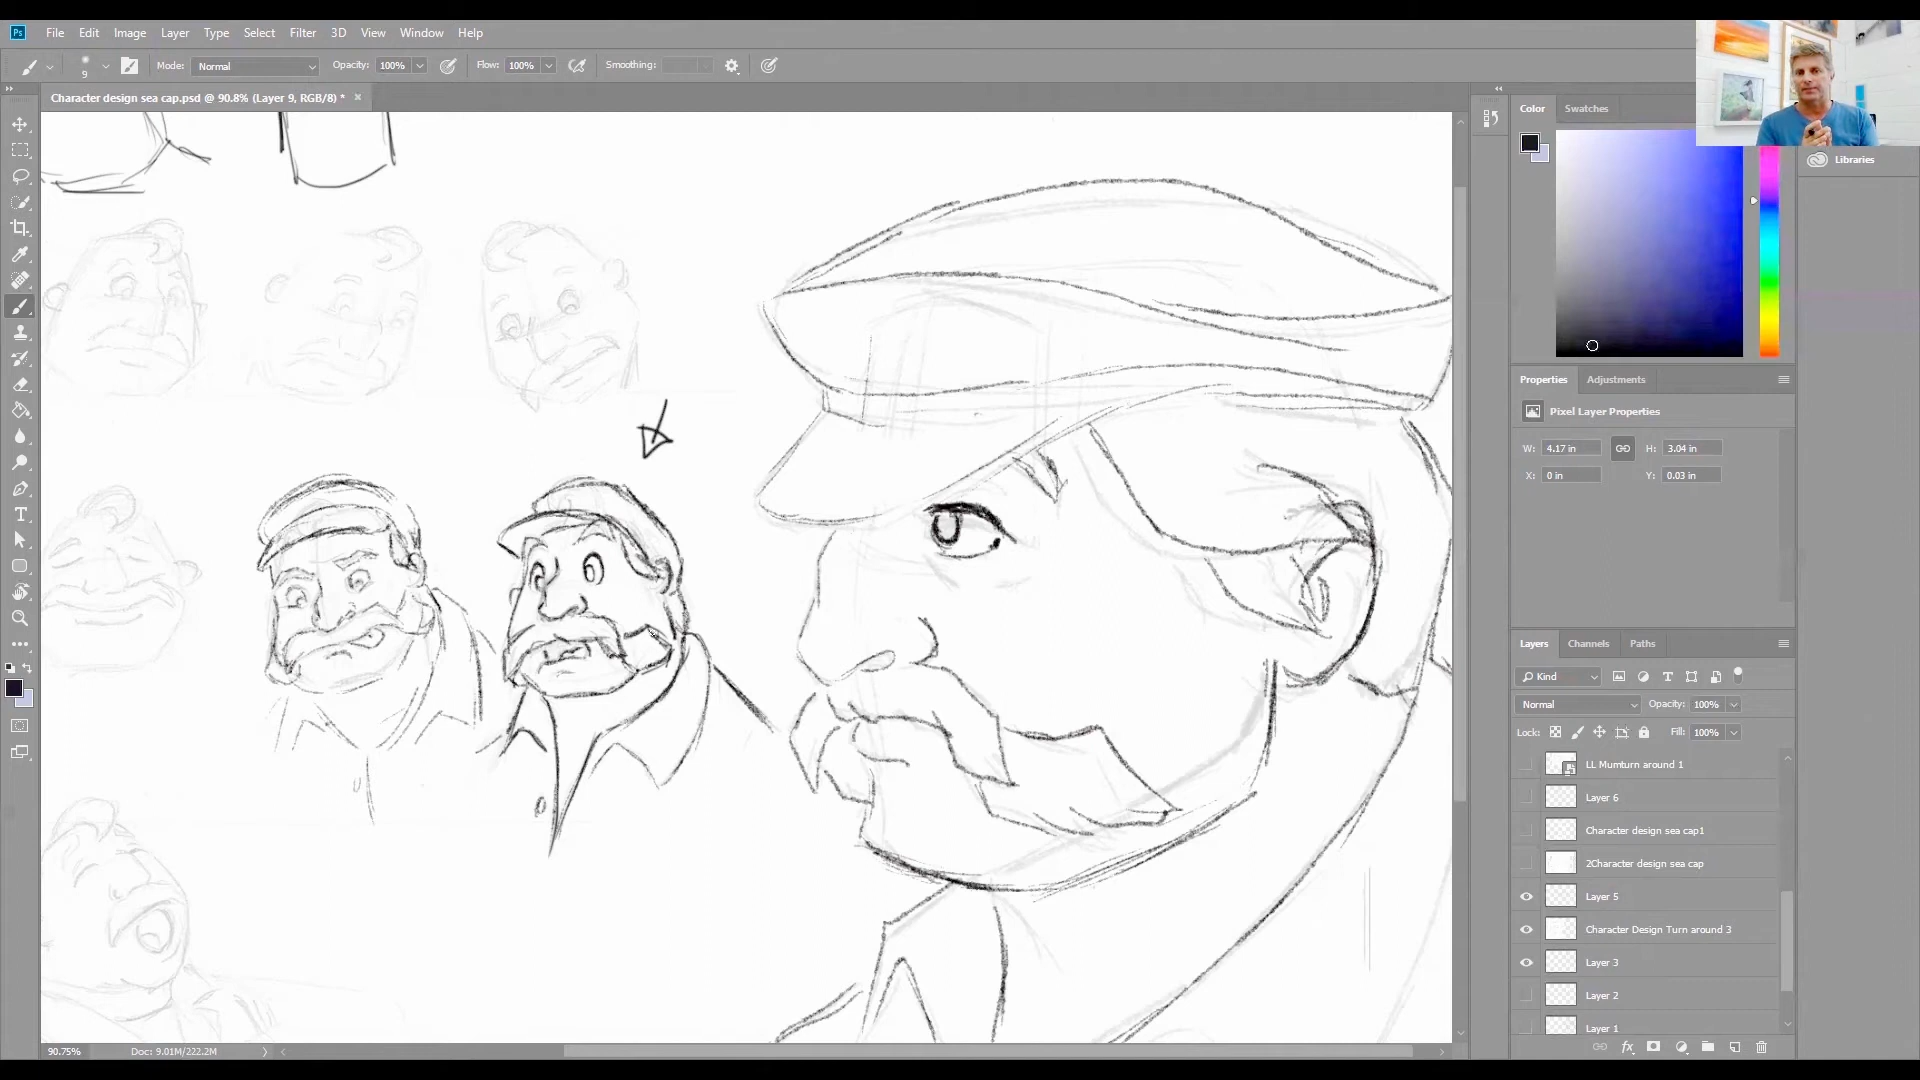 Ps File Edit Image Layer Type Select Filter 3D View Window Help
9 Mode: Normal Opacity: 100% Flow: 100% Smoothing:
Character design sea cap.psd @ 90.8% (Layer 9, RGB/8) * ×
Color Swatches
Libraries
Properties Adjustments
Pixel Layer Properties
W: 4.17 in H: 3.04 in
X: 0 in Y: 0.03 in
Layers Channels Paths
Kind
Normal Opacity: 100%
Lock: Fill: 100%
LL Mumturn around 1
Layer 6
Character design sea cap1
2Character design sea cap
Layer 5
Character Design Turn around 3
Layer 3
Layer 2
Layer 1
fx
90.75% Doc: 9.01M/222.2M